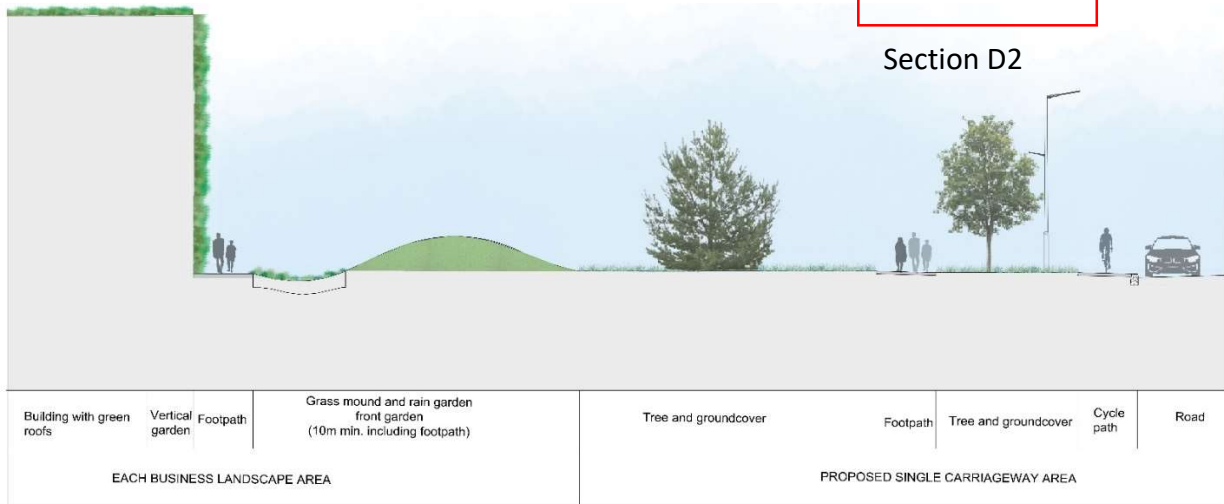 Section D2
Building with green
roofs
Vertical
garden
Footpath
Grass mound and rain garden
front garden
(10m min. including footpath)
Tree and groundcover
Footpath
Tree and groundcover
Cycle
path
Road
EACH BUSINESS LANDSCAPE AREA
PROPOSED SINGLE CARRIAGEWAY AREA